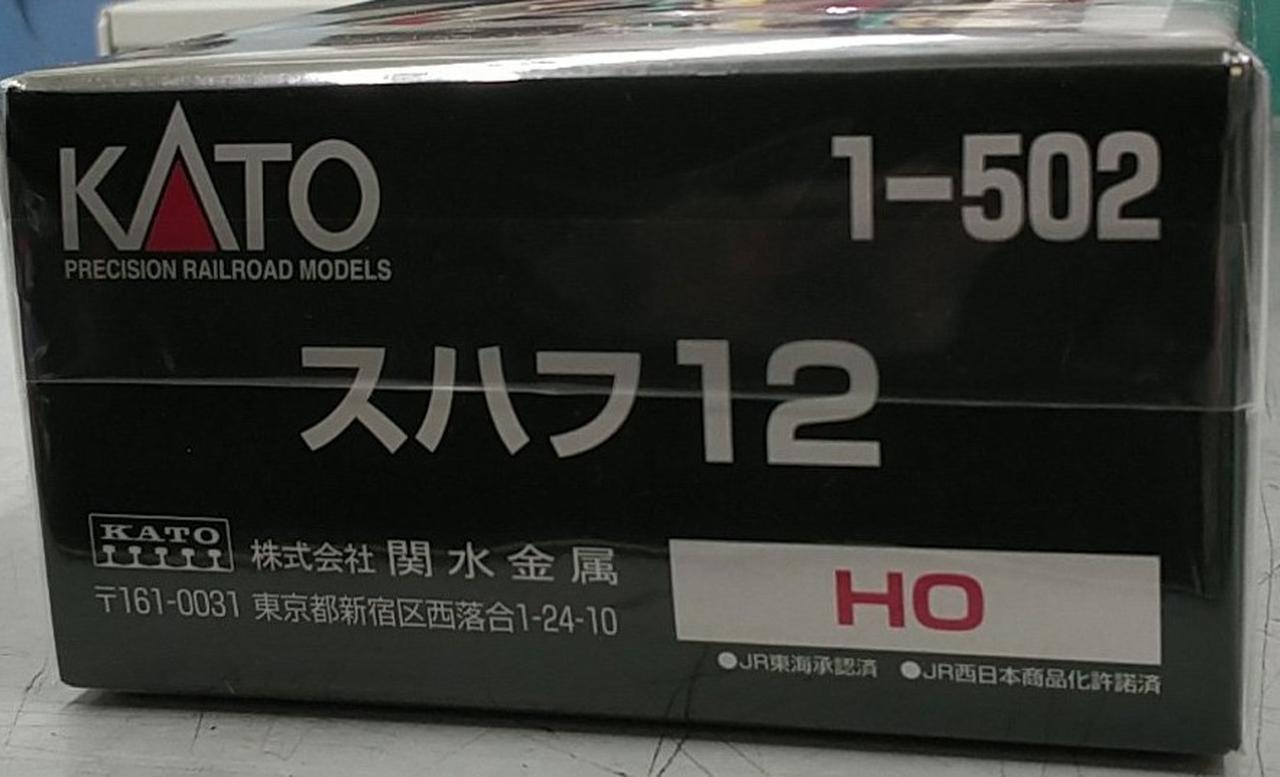 KATO
PRECISION RAILROAD MODELS
1-502
スハフ12
KATO
株式会社 関水金属
〒161-0031 東京都新宿区西落合1-24-10
HO
●JR東海承認済 ●JR西日本商品化許諾済